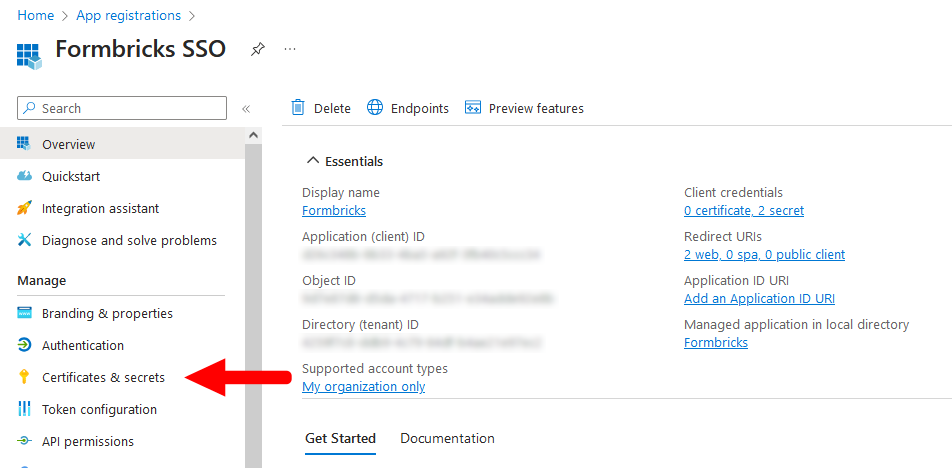 Home > App registrations >
Formbricks SSO
Search
Overview
Quickstart
Integration assistant
Diagnose and solve problems
Manage
Branding & properties
Authentication
Certificates & secrets
Token configuration
API permissions
Delete Endpoints Preview features
Essentials
Display name
Formbricks
Application (client) ID
Object ID
Directory (tenant) ID
Supported account types
My organization only
Client credentials
0 certificate, 2 secret
Redirect URIs
2 web, 0 spa, 0 public client
Application ID URI
Add an Application ID URI
Managed application in local directory
Formbricks
Get Started Documentation